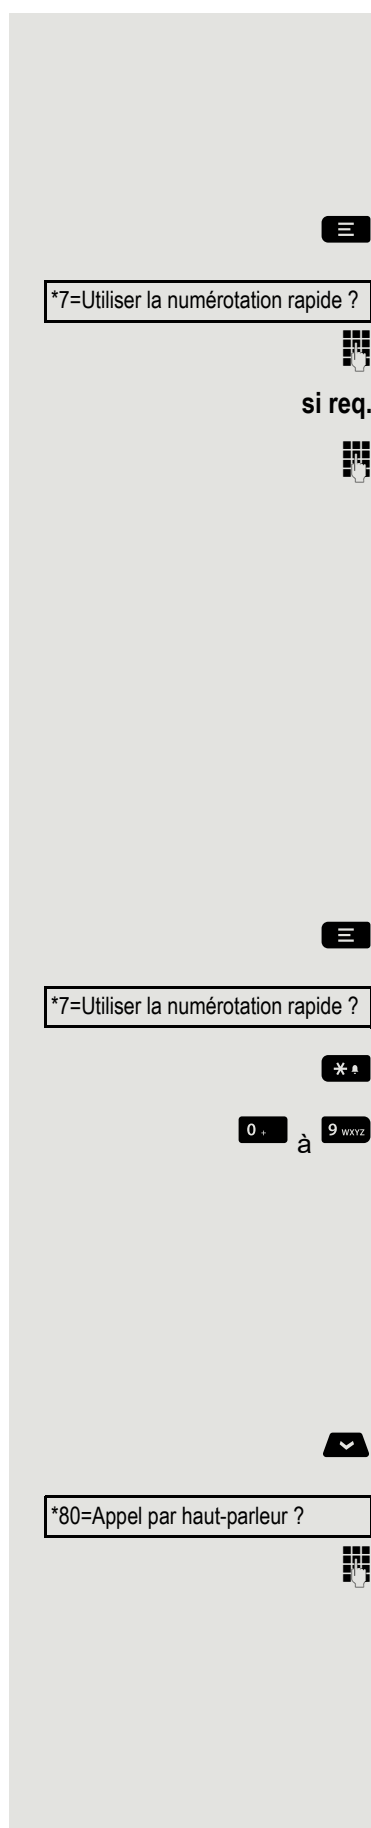 *7=Utiliser la numérotation rapide ?
si req.
*7=Utiliser la numérotation rapide ?
0 + à 9 WXYZ
*80=Appel par haut-parleur ?